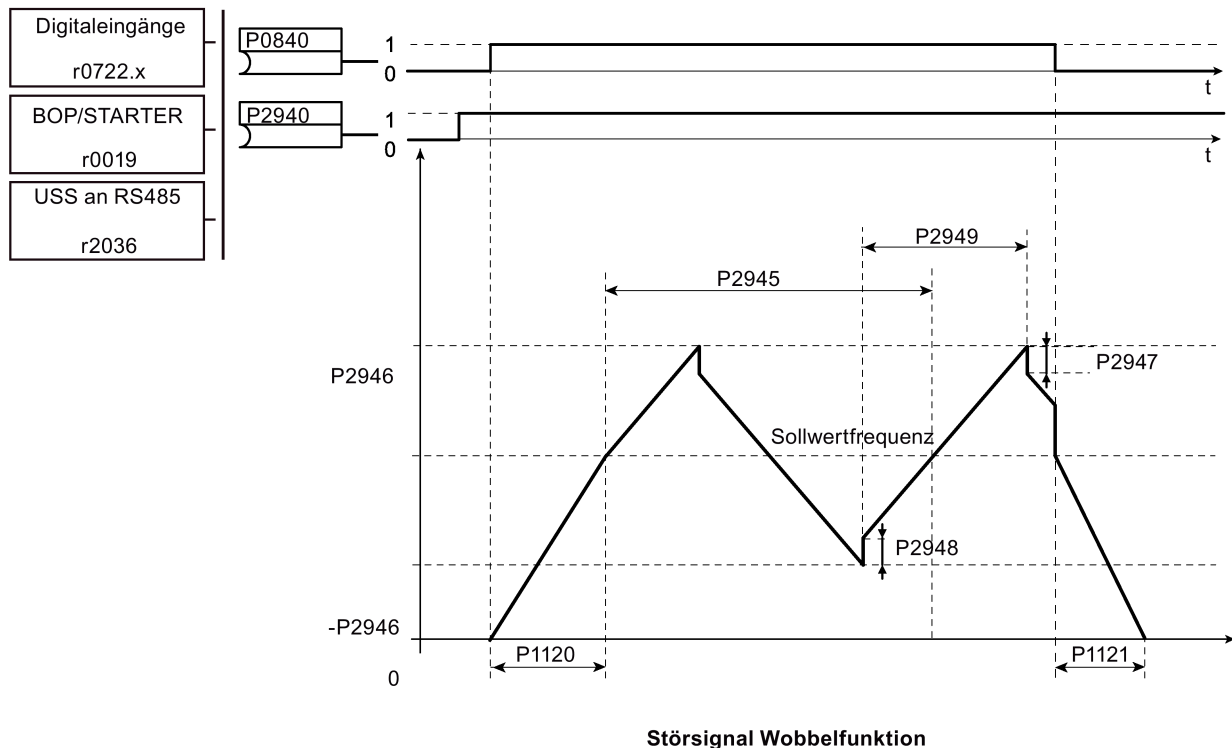 Digitaleingänge
r0722.x
BOP/STARTER
r0019
USS an RS485
r2036
P0840
1
0
t
P2940
1
0
t
P2949
P2945
P2946
P2947
Sollwertfrequenz
P2948
-P2946
P1120
P1121
0
Störsignal Wobbelfunktion